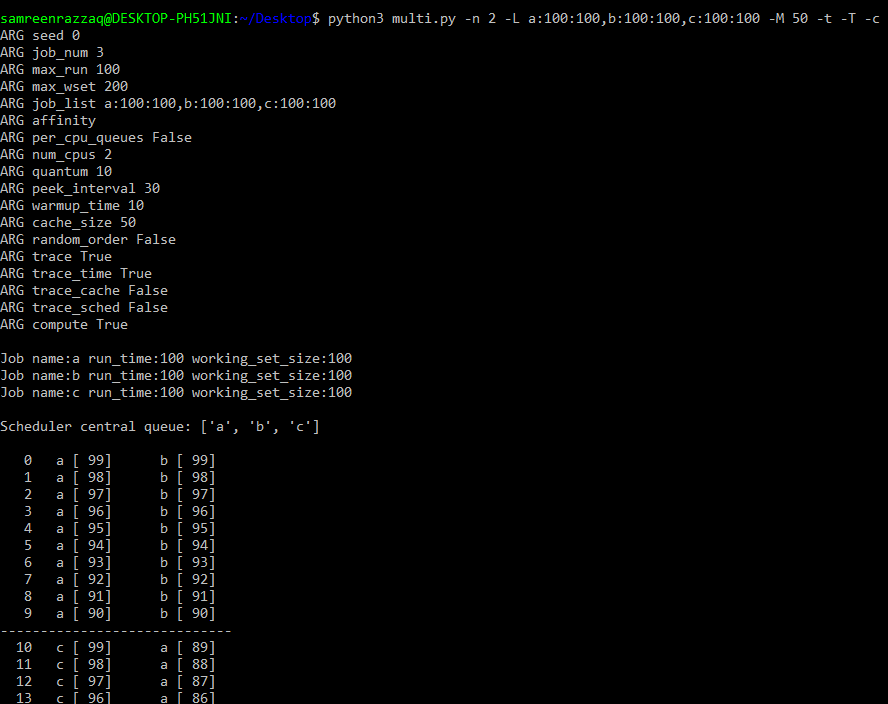 samreenrazzaq@DESKTOP-PH51JNI:~/Desktop$ python3 multi.py -n 2 -L a:100:100,b:100:100,c:100:100 -M 50 -t -T -c
ARG seed 0
ARG job_num 3
ARG max_run 100
ARG max_wset 200
ARG job_list a:100:100,b:100:100,c:100:100
ARG affinity
ARG per_cpu_queues False
ARG num_cpus 2
ARG quantum 10
ARG peek_interval 30
ARG warmup_time 10
ARG cache_size 50
ARG random_order False
ARG trace True
ARG trace_time True
ARG trace_cache False
ARG trace_sched False
ARG compute True
Job name:a run_time:100 working_set_size:100
Job name:b run_time:100 working_set_size:100
Job name:c run_time:100 working_set_size:100
Scheduler central queue: ['a', 'b', 'c']
0 a [ 99] b [ 99]
1 a [ 98] b [ 98]
2 a [ 97] b [ 97]
3 a [ 96] b [ 96]
4 a [ 95] b [ 95]
5 a [ 94] b [ 94]
6 a [ 93] b [ 93]
7 a [ 92] b [ 92]
8 a [ 91] b [ 91]
9 a [ 90] b [ 90]
-----------------------------
10 c [ 99] a [ 89]
11 c [ 98] a [ 88]
12 c [ 97] a [ 87]
13 c [ 96] a [ 86]